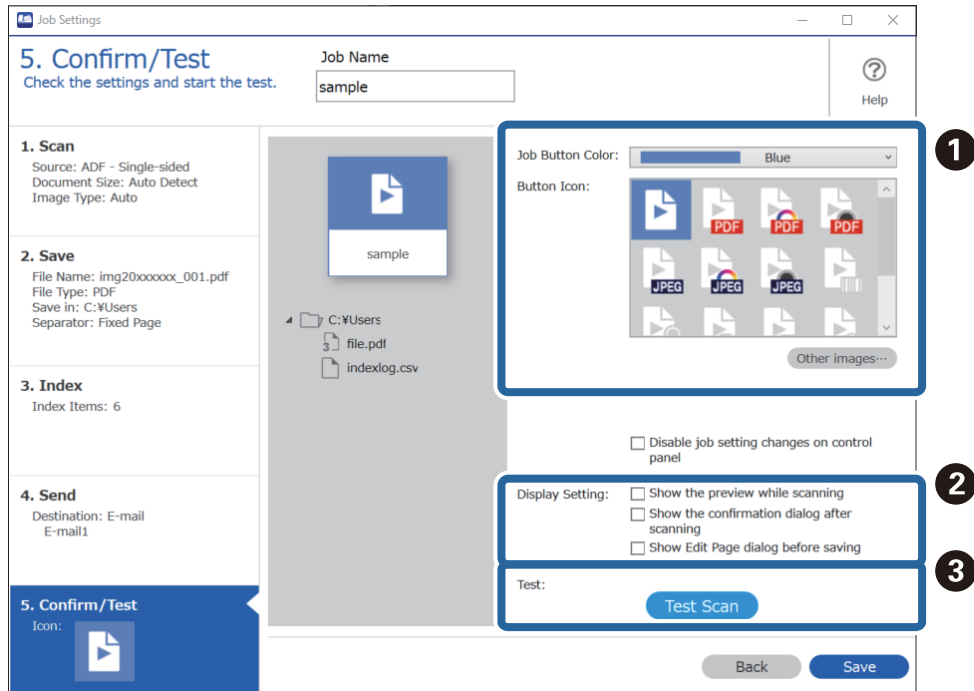 Job Settings
5. Confirm/Test
Check the settings and start the test.
Job Name
sample
Help
1. Scan
Source: ADF - Single-sided
Document Size: Auto Detect
Image Type: Auto
2. Save
File Name: img20xxxxxx_001.pdf
File Type: PDF
Save in: C:¥Users
Separator: Fixed Page
3. Index
Index Items: 6
4. Send
Destination: E-mail
E-mail1
5. Confirm/Test
Icon:
sample
C:¥Users
3 file.pdf
indexlog.csv
1
Job Button Color: Blue
Button Icon:
PDF PDF PDF
JPEG JPEG JPEG
Other images···
Disable job setting changes on control
panel
2
Display Setting: Show the preview while scanning
Show the confirmation dialog after
scanning
Show Edit Page dialog before saving
3
Test:
Test Scan
Back Save